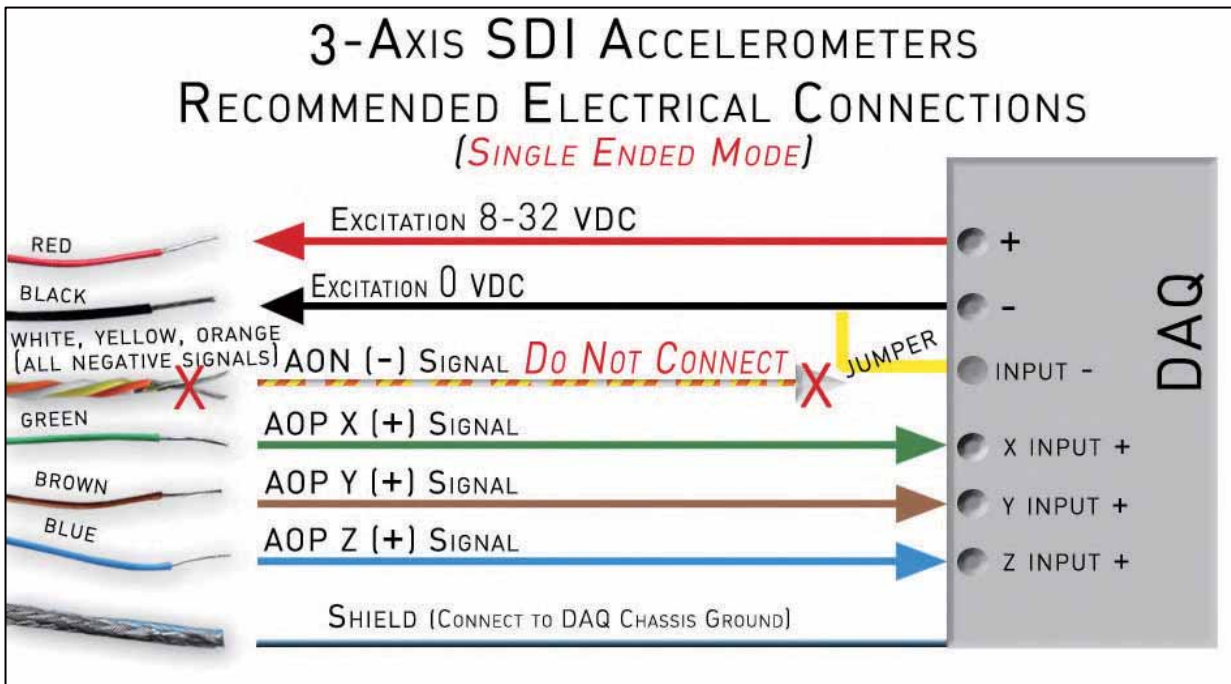 3-Axis SDI Accelerometers
Recommended Electrical Connections
(Single Ended Mode)
Excitation 8-32 VDC
RED
+
Excitation 0 VDC
BLACK
-
WHITE, YELLOW, ORANGE
(ALL NEGATIVE SIGNALS)
AON (-) Signal Do Not Connect
X
X
JUMPER
INPUT -
GREEN
AOP X (+) Signal
X INPUT +
BROWN
AOP Y (+) Signal
Y INPUT +
BLUE
AOP Z (+) Signal
Z INPUT +
Shield (Connect to DAQ Chassis Ground)
DAQ